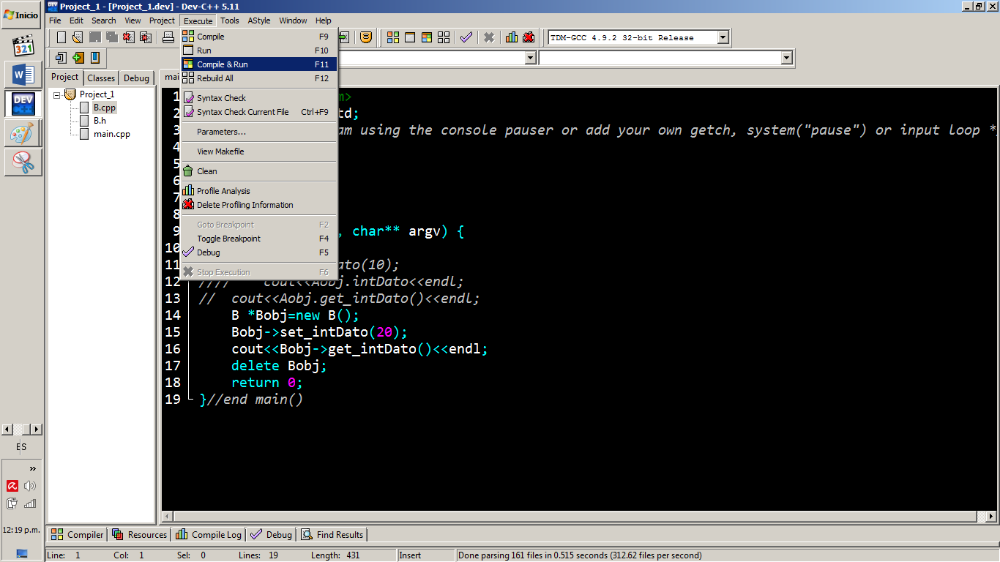 Inicio
321
W
DEV
Project_1 - [Project_1.dev] - Dev-C++ 5.11
File Edit Search View Project Execute Tools AStyle Window Help
TDM-GCC 4.9.2 32-bit Release
Compile F9
Run F10
Compile & Run F11
Rebuild All F12
Syntax Check
Syntax Check Current File Ctrl+F9
Parameters...
View Makefile
Clean
Profile Analysis
Delete Profiling Information
Goto Breakpoint F2
Toggle Breakpoint F4
Debug F5
Stop Execution F6
Project Classes Debug
Project_1
B.cpp
B.h
main.cpp
1 m>
2 td;
3 am using the console pauser or add your own getch, system("pause") or input loop *
4
5
6
7
8
9 , char** argv) {
10
11 ato(10);
12 //// cout<<Aobj.intDato<<endl;
13 // cout<<Aobj.get_intDato()<<endl;
14 B *Bobj=new B();
15 Bobj->set_intDato(20);
16 cout<<Bobj->get_intDato()<<endl;
17 delete Bobj;
18 return 0;
19 }//end main()
ES
12:19 p.m.
Compiler Resources Compile Log Debug Find Results
Line: 1 Col: 1 Sel: 0 Lines: 19 Length: 431 Insert Done parsing 161 files in 0.515 seconds (312.62 files per second)